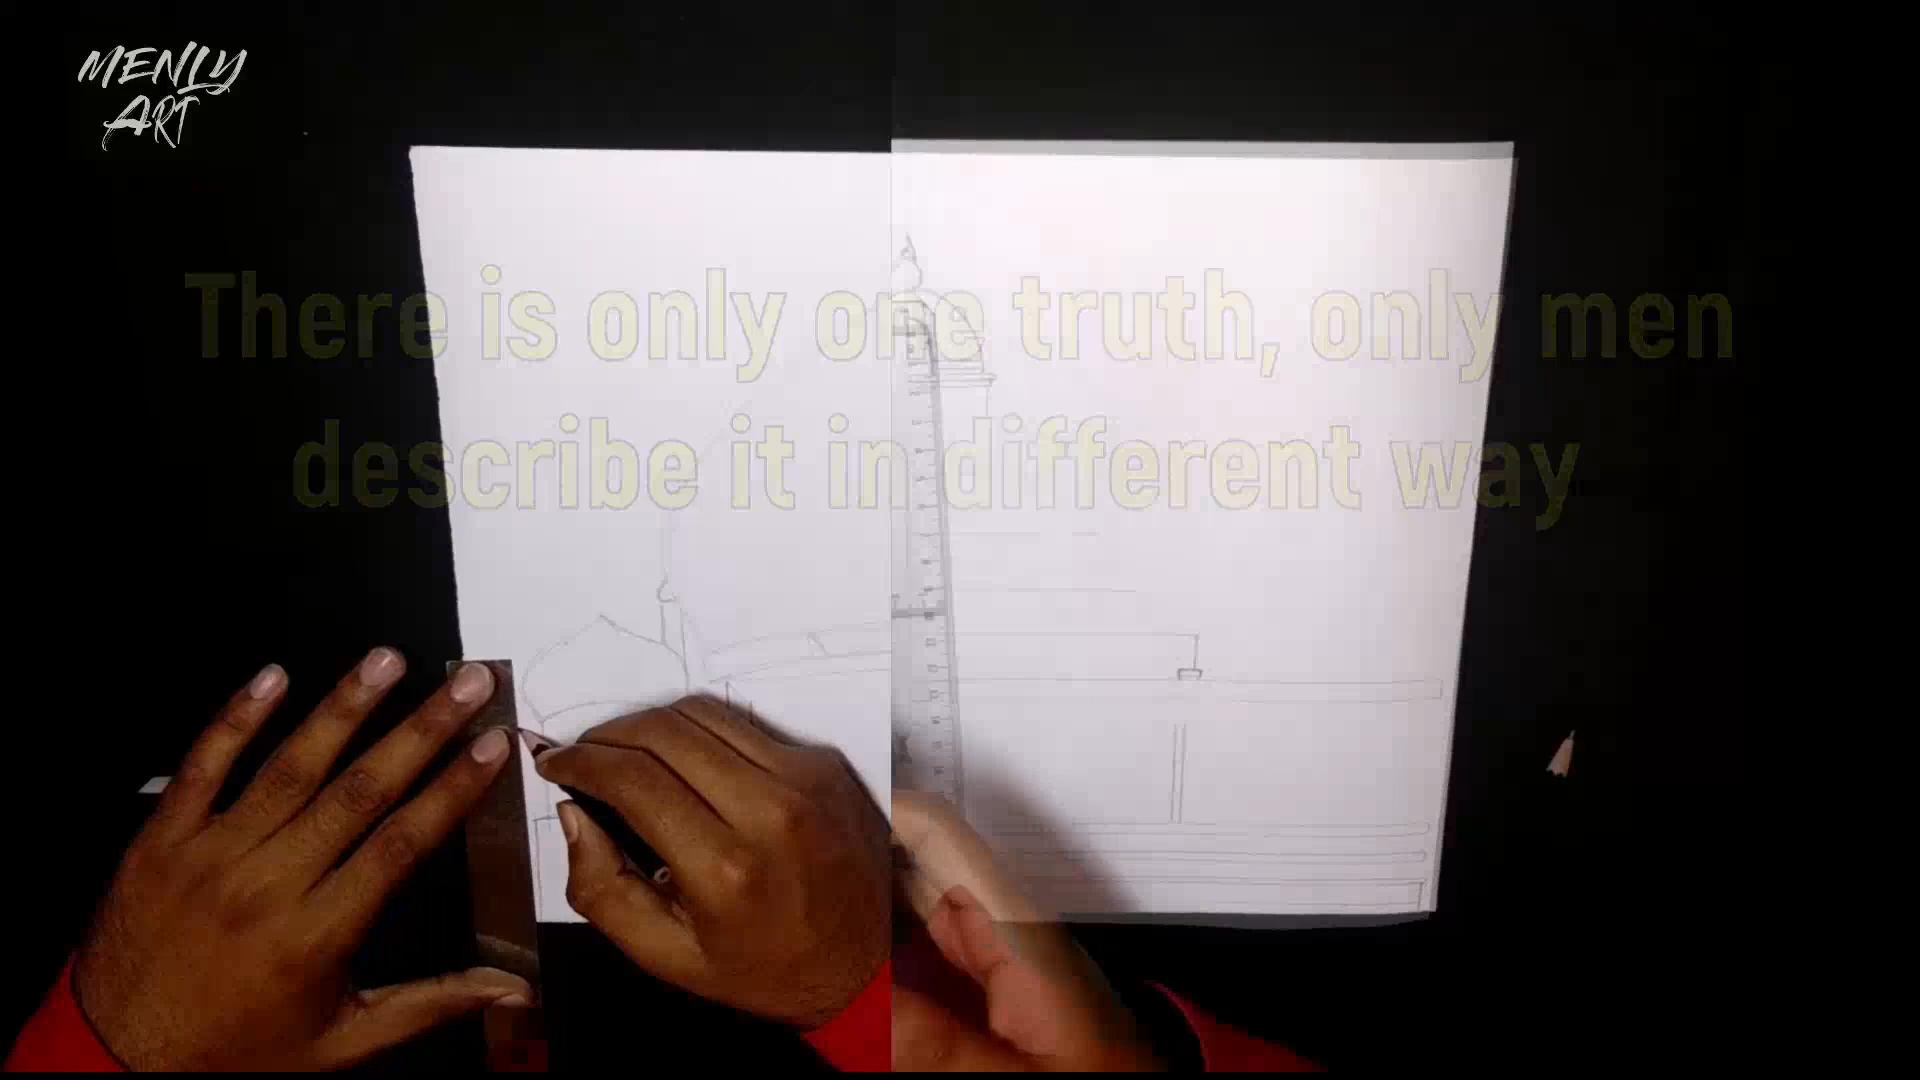 MENLY
ART
There is only one truth, only men
describe it in different way